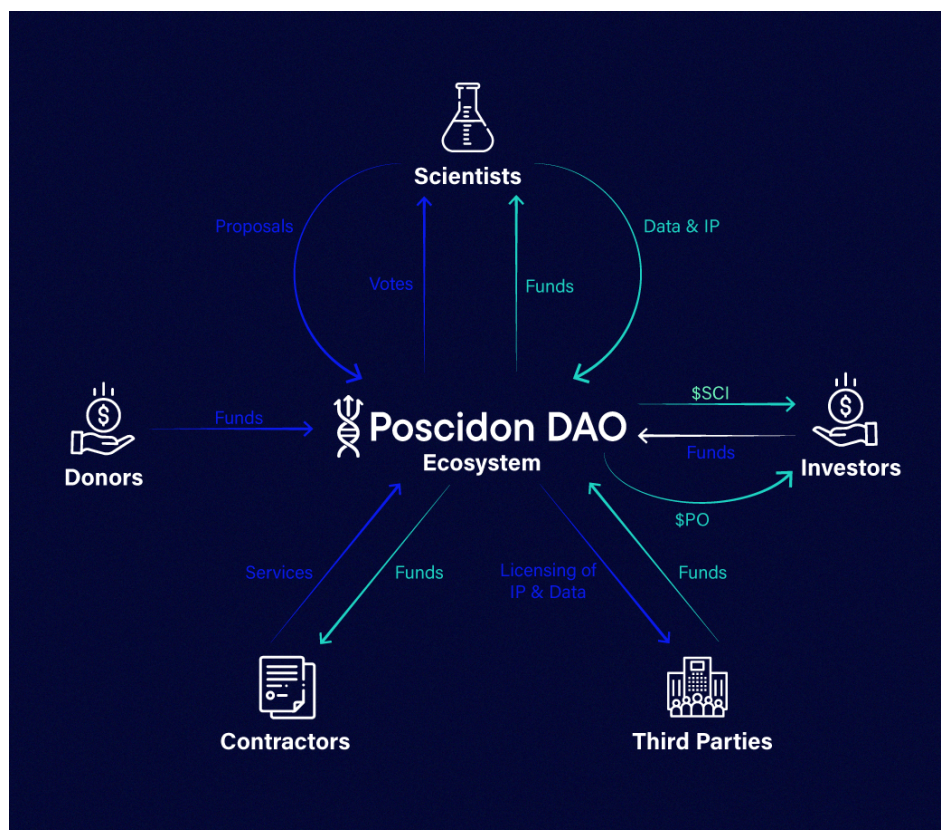 Scientists
Proposals
Data & IP
Votes
Funds
$SCI
Funds
Poscidon DAO
Ecosystem
Funds
Donors
Investors
$PO
Services
Funds
Licensing of
IP & Data
Funds
Contractors
Third Parties